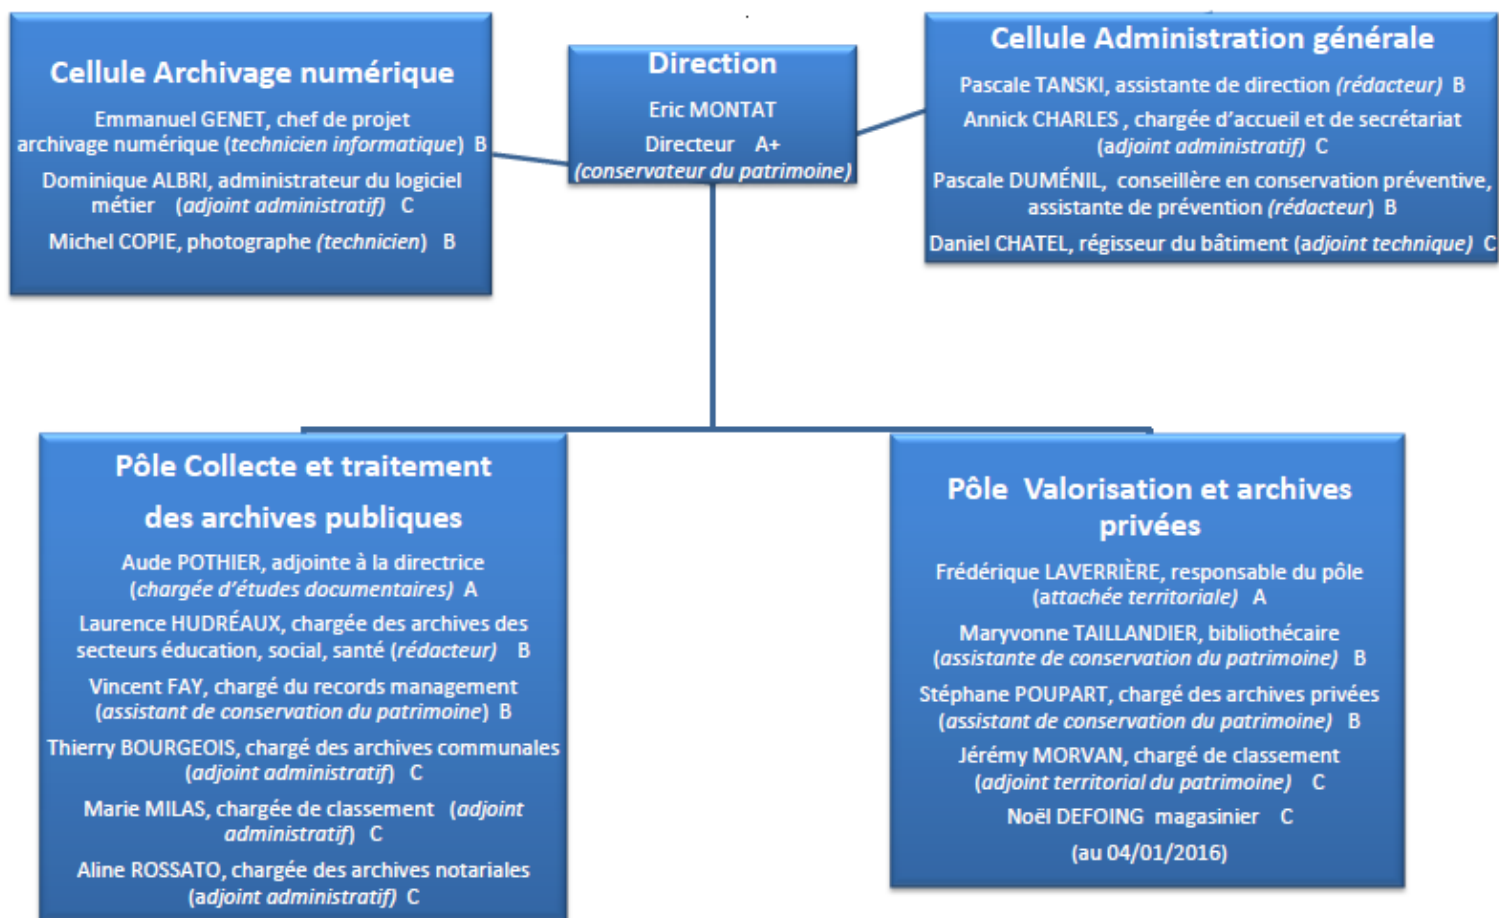 Cellule Archivage numérique
Emmanuel GENET, chef de projet
archivage numérique (technicien informatique) B
Dominique ALBRI, administrateur du logiciel
métier (adjoint administratif) C
Michel COPIE, photographe (technicien) B
Direction
Eric MONTAT
Directeur A+
(conservateur du patrimoine)
Cellule Administration générale
Pascale TANSKI, assistante de direction (rédacteur) B
Annick CHARLES , chargée d'accueil et de secrétariat
(adjoint administratif) C
Pascale DUMÉNIL, conseillère en conservation préventive,
assistante de prévention (rédacteur) B
Daniel CHATEL, régisseur du bâtiment (adjoint technique) C
Pôle Collecte et traitement
des archives publiques
Aude POTHIER, adjointe à la directrice
(chargée d'études documentaires) A
Laurence HUDRÉAUX, chargée des archives des
secteurs éducation, social, santé (rédacteur) B
Vincent FAY, chargé du records management
(assistant de conservation du patrimoine) B
Thierry BOURGEOIS, chargé des archives communales
(adjoint administratif) C
Marie MILAS, chargée de classement (adjoint
administratif) C
Aline ROSSATO, chargée des archives notariales
(adjoint administratif) C
Pôle Valorisation et archives
privées
Frédérique LAVERRIÈRE, responsable du pôle
(attachée territoriale) A
Maryvonne TAILLANDIER, bibliothécaire
(assistante de conservation du patrimoine) B
Stéphane POUPART, chargé des archives privées
(assistant de conservation du patrimoine) B
Jérémy MORVAN, chargé de classement
(adjoint territorial du patrimoine) C
Noël DEFOING magasinier C
(au 04/01/2016)